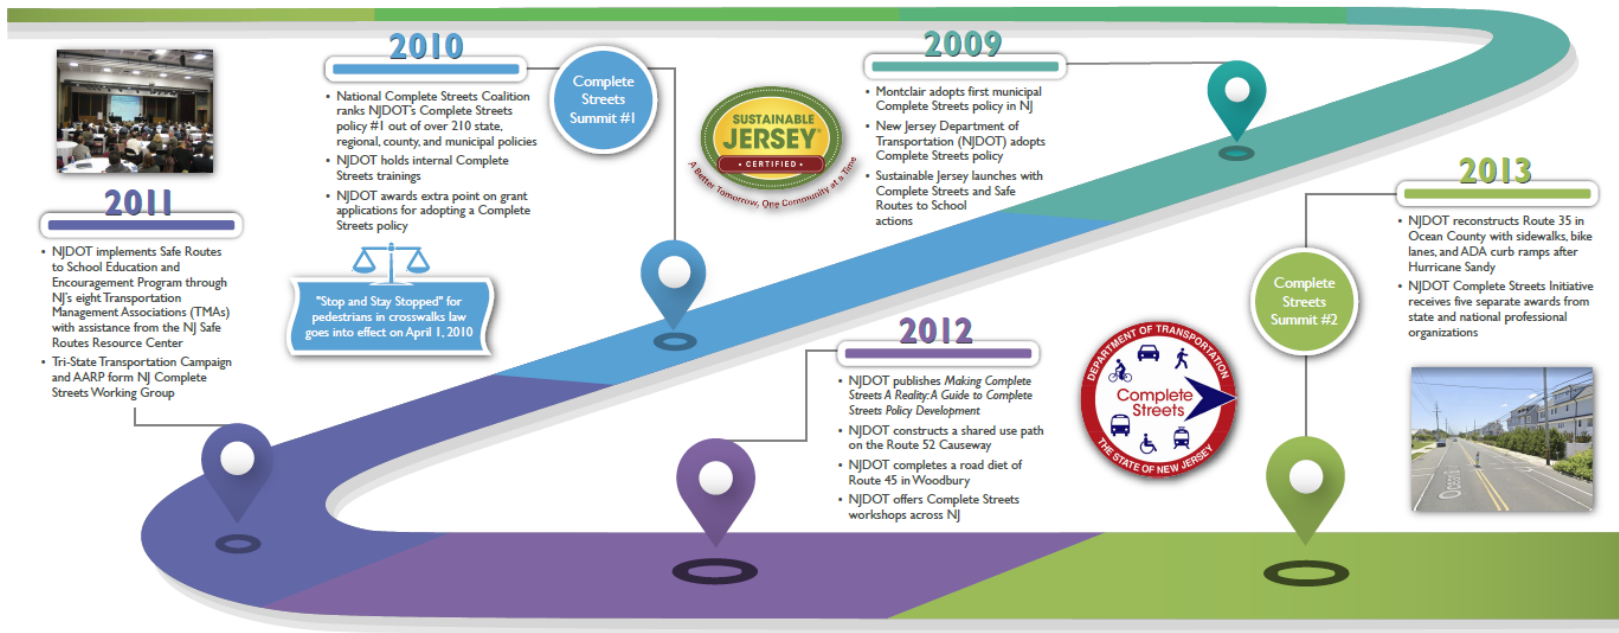 2011
• NJDOT implements Safe Routes
to School Education and
Encouragement Program through
NJ's eight Transportation
Management Associations (TMAs)
with assistance from the NJ Safe
Routes Resource Center
• Tri-State Transportation Campaign
and AARP form NJ Complete
Streets Working Group
2010
• National Complete Streets Coalition
ranks NJDOT's Complete Streets
policy #1 out of over 210 state,
regional, county, and municipal policies
• NJDOT holds internal Complete
Streets trainings
• NJDOT awards extra point on grant
applications for adopting a Complete
Streets policy
Complete
Streets
Summit #1
"Stop and Stay Stopped" for
pedestrians in crosswalks law
goes into effect on April 1, 2010
SUSTAINABLE
JERSEY®
• CERTIFIED •
A Better Tomorrow, One Community at a Time
2009
• Montclair adopts first municipal
Complete Streets policy in NJ
• New Jersey Department of
Transportation (NJDOT) adopts
Complete Streets policy
• Sustainable Jersey launches with
Complete Streets and Safe
Routes to School
actions
2012
• NJDOT publishes Making Complete
Streets A Reality: A Guide to Complete
Streets Policy Development
• NJDOT constructs a shared use path
on the Route 52 Causeway
• NJDOT completes a road diet of
Route 45 in Woodbury
• NJDOT offers Complete Streets
workshops across NJ
DEPARTMENT OF TRANSPORTATION
Complete
Streets
THE STATE OF NEW JERSEY
2013
• NJDOT reconstructs Route 35 in
Ocean County with sidewalks, bike
lanes, and ADA curb ramps after
Hurricane Sandy
• NJDOT Complete Streets Initiative
receives five separate awards from
state and national professional
organizations
Complete
Streets
Summit #2